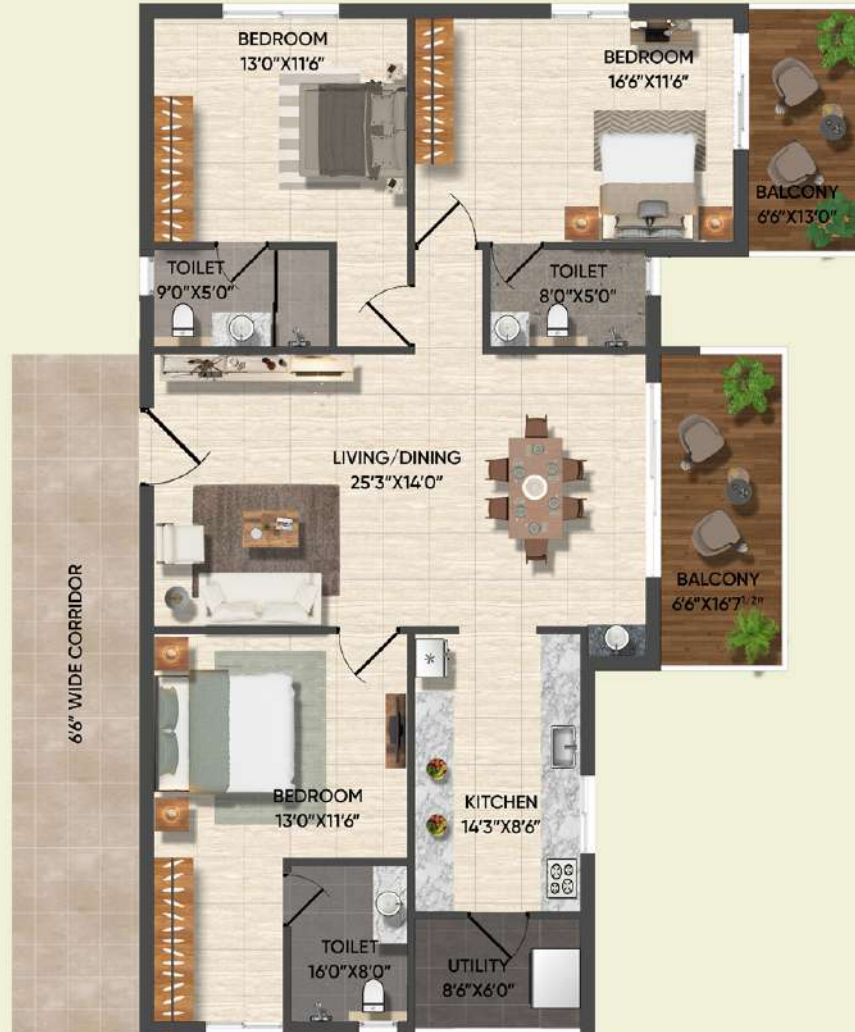 BEDROOM
13'0"X11'6"
BEDROOM
16'6"X11'6"
BALCONY
6'6"X13'0"
TOILET
9'0"X5'0"
TOILET
8'0"X5'0"
LIVING/DINING
25'3"X14'0"
BALCONY
6'6"X16'7 1/2"
6'6" WIDE CORRIDOR
BEDROOM
13'0"X11'6"
KITCHEN
14'3"X8'6"
TOILET
16'0"X8'0"
UTILITY
8'6"X6'0"